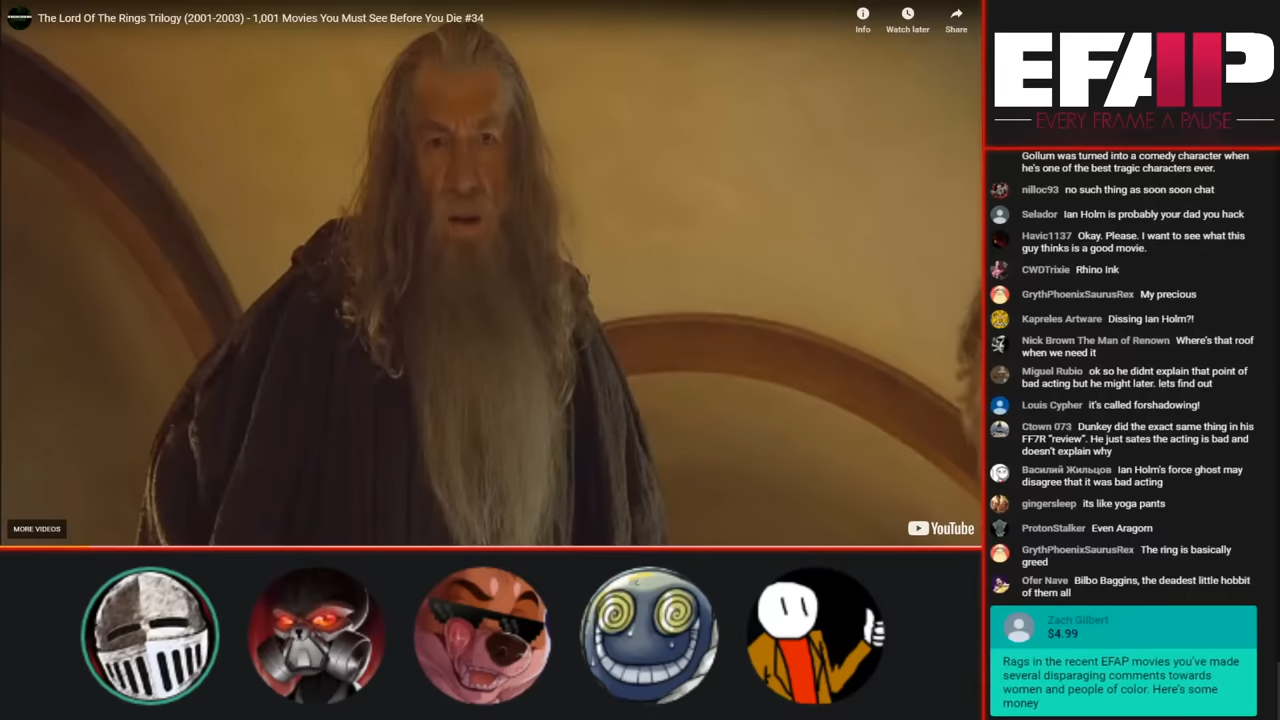 The Lord Of The Rings Trilogy (2001-2003) - 1,001 Movies You Must See Before You Die #34
Info
Watch later
Share
MORE VIDEOS
YouTube
EFAP
EVERY FRAME A PAUSE
Gollum was turned into a comedy character when
he's one of the best tragic characters ever.
nilloc93 no such thing as soon soon chat
Selador Ian Holm is probably your dad you hack
Havic1137 Okay. Please. I want to see what this
guy thinks is a good movie.
CWDTrixie Rhino Ink
GrythPhoenixSaurusRex My precious
Kapreles Artware Dissing Ian Holm?!
Nick Brown The Man of Renown Where's that roof
when we need it
Miguel Rubio ok so he didnt explain that point of
bad acting but he might later. lets find out
Louis Cypher it's called forshadowing!
Ctown 073 Dunkey did the exact same thing in his
FF7R "review". He just sates the acting is bad and
doesn't explain why
Василий Жильцов Ian Holm's force ghost may
disagree that it was bad acting
gingersleep its like yoga pants
ProtonStalker Even Aragorn
GrythPhoenixSaurusRex The ring is basically
greed
Ofer Nave Bilbo Baggins, the deadest little hobbit
of them all
Zach Gilbert
$4.99
Rags in the recent EFAP movies you've made
several disparaging comments towards
women and people of color. Here's some
money